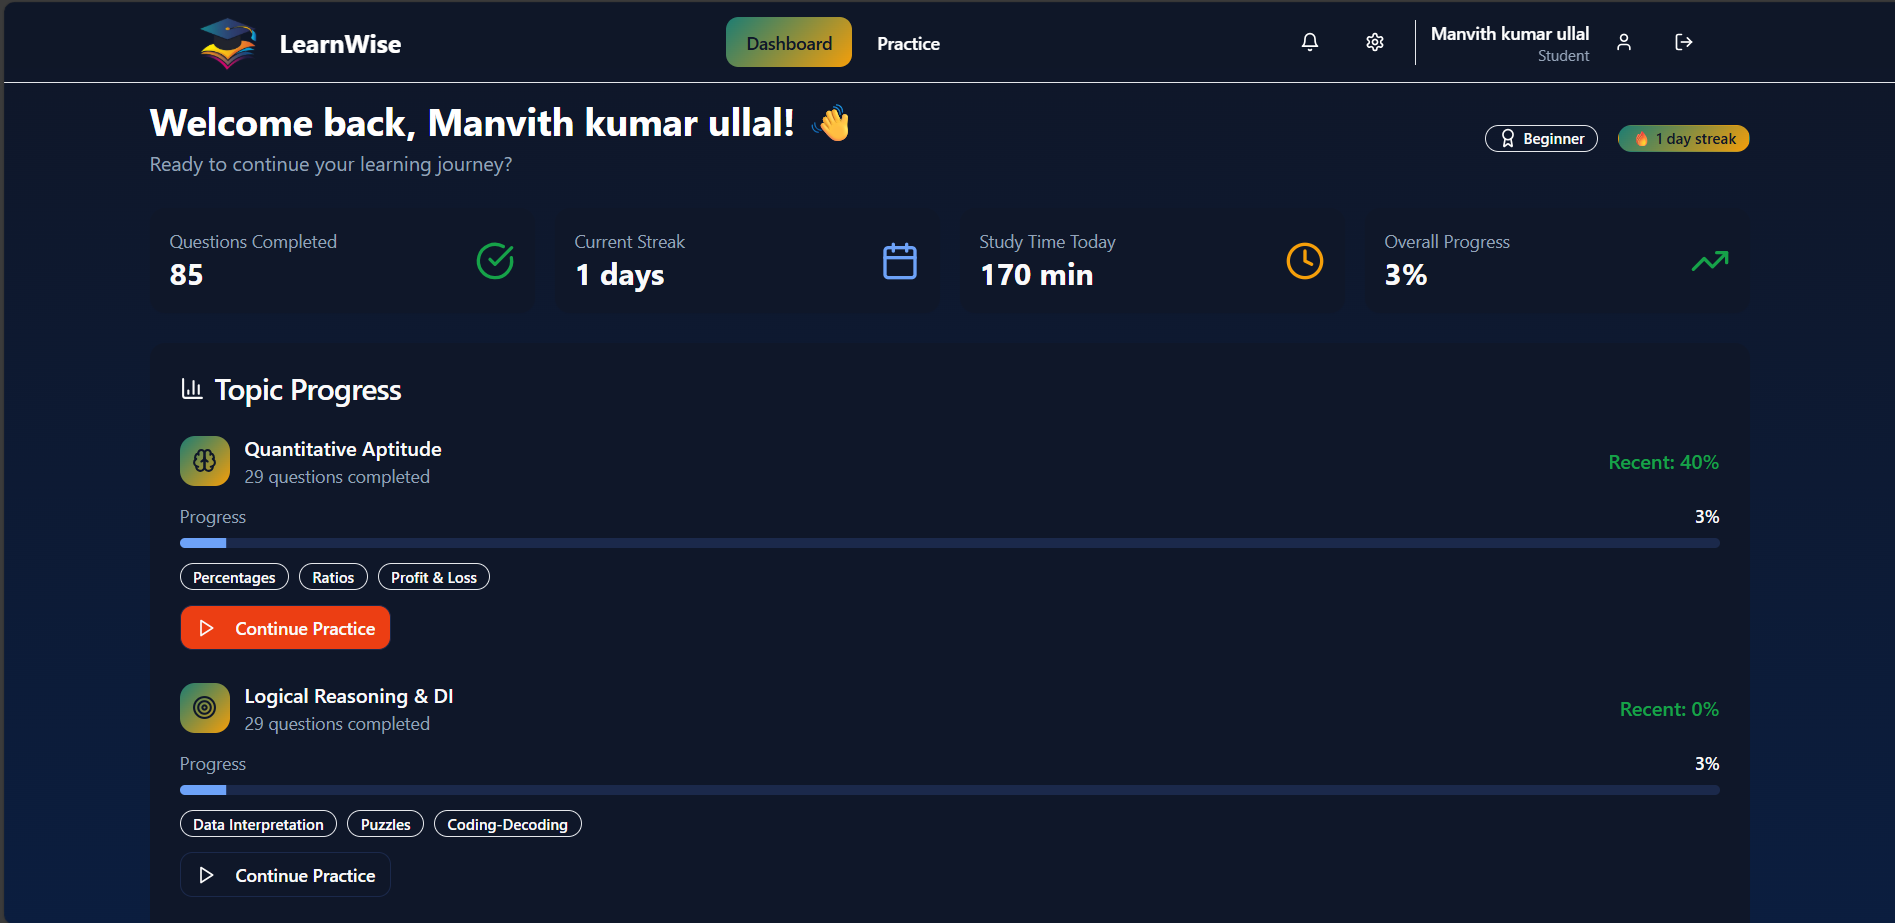 LearnWise
Dashboard
Practice
Manvith kumar ullal
Student
Welcome back, Manvith kumar ullal! 👋
Ready to continue your learning journey?
Beginner
🔥 1 day streak
Questions Completed
85
Current Streak
1 days
Study Time Today
170 min
Overall Progress
3%
Topic Progress
Quantitative Aptitude
29 questions completed
Recent: 40%
Progress
3%
Percentages
Ratios
Profit & Loss
Continue Practice
Logical Reasoning & DI
29 questions completed
Recent: 0%
Progress
3%
Data Interpretation
Puzzles
Coding-Decoding
Continue Practice